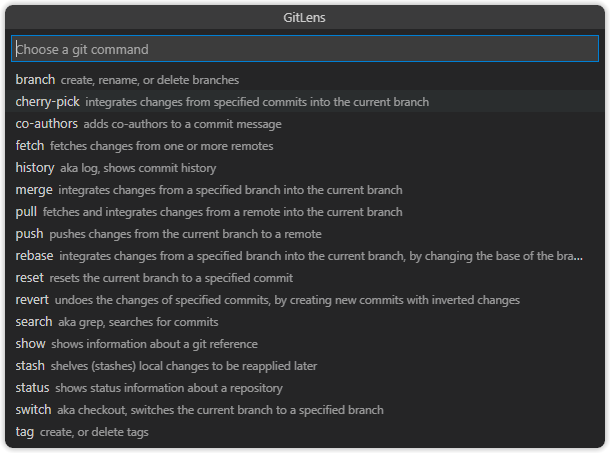 GitLens
Choose a git command
branch create, rename, or delete branches
cherry-pick integrates changes from specified commits into the current branch
co-authors adds co-authors to a commit message
fetch fetches changes from one or more remotes
history aka log, shows commit history
merge integrates changes from a specified branch into the current branch
pull fetches and integrates changes from a remote into the current branch
push pushes changes from the current branch to a remote
rebase integrates changes from a specified branch into the current branch, by changing the base of the bra...
reset resets the current branch to a specified commit
revert undoes the changes of specified commits, by creating new commits with inverted changes
search aka grep, searches for commits
show shows information about a git reference
stash shelves (stashes) local changes to be reapplied later
status shows status information about a repository
switch aka checkout, switches the current branch to a specified branch
tag create, or delete tags